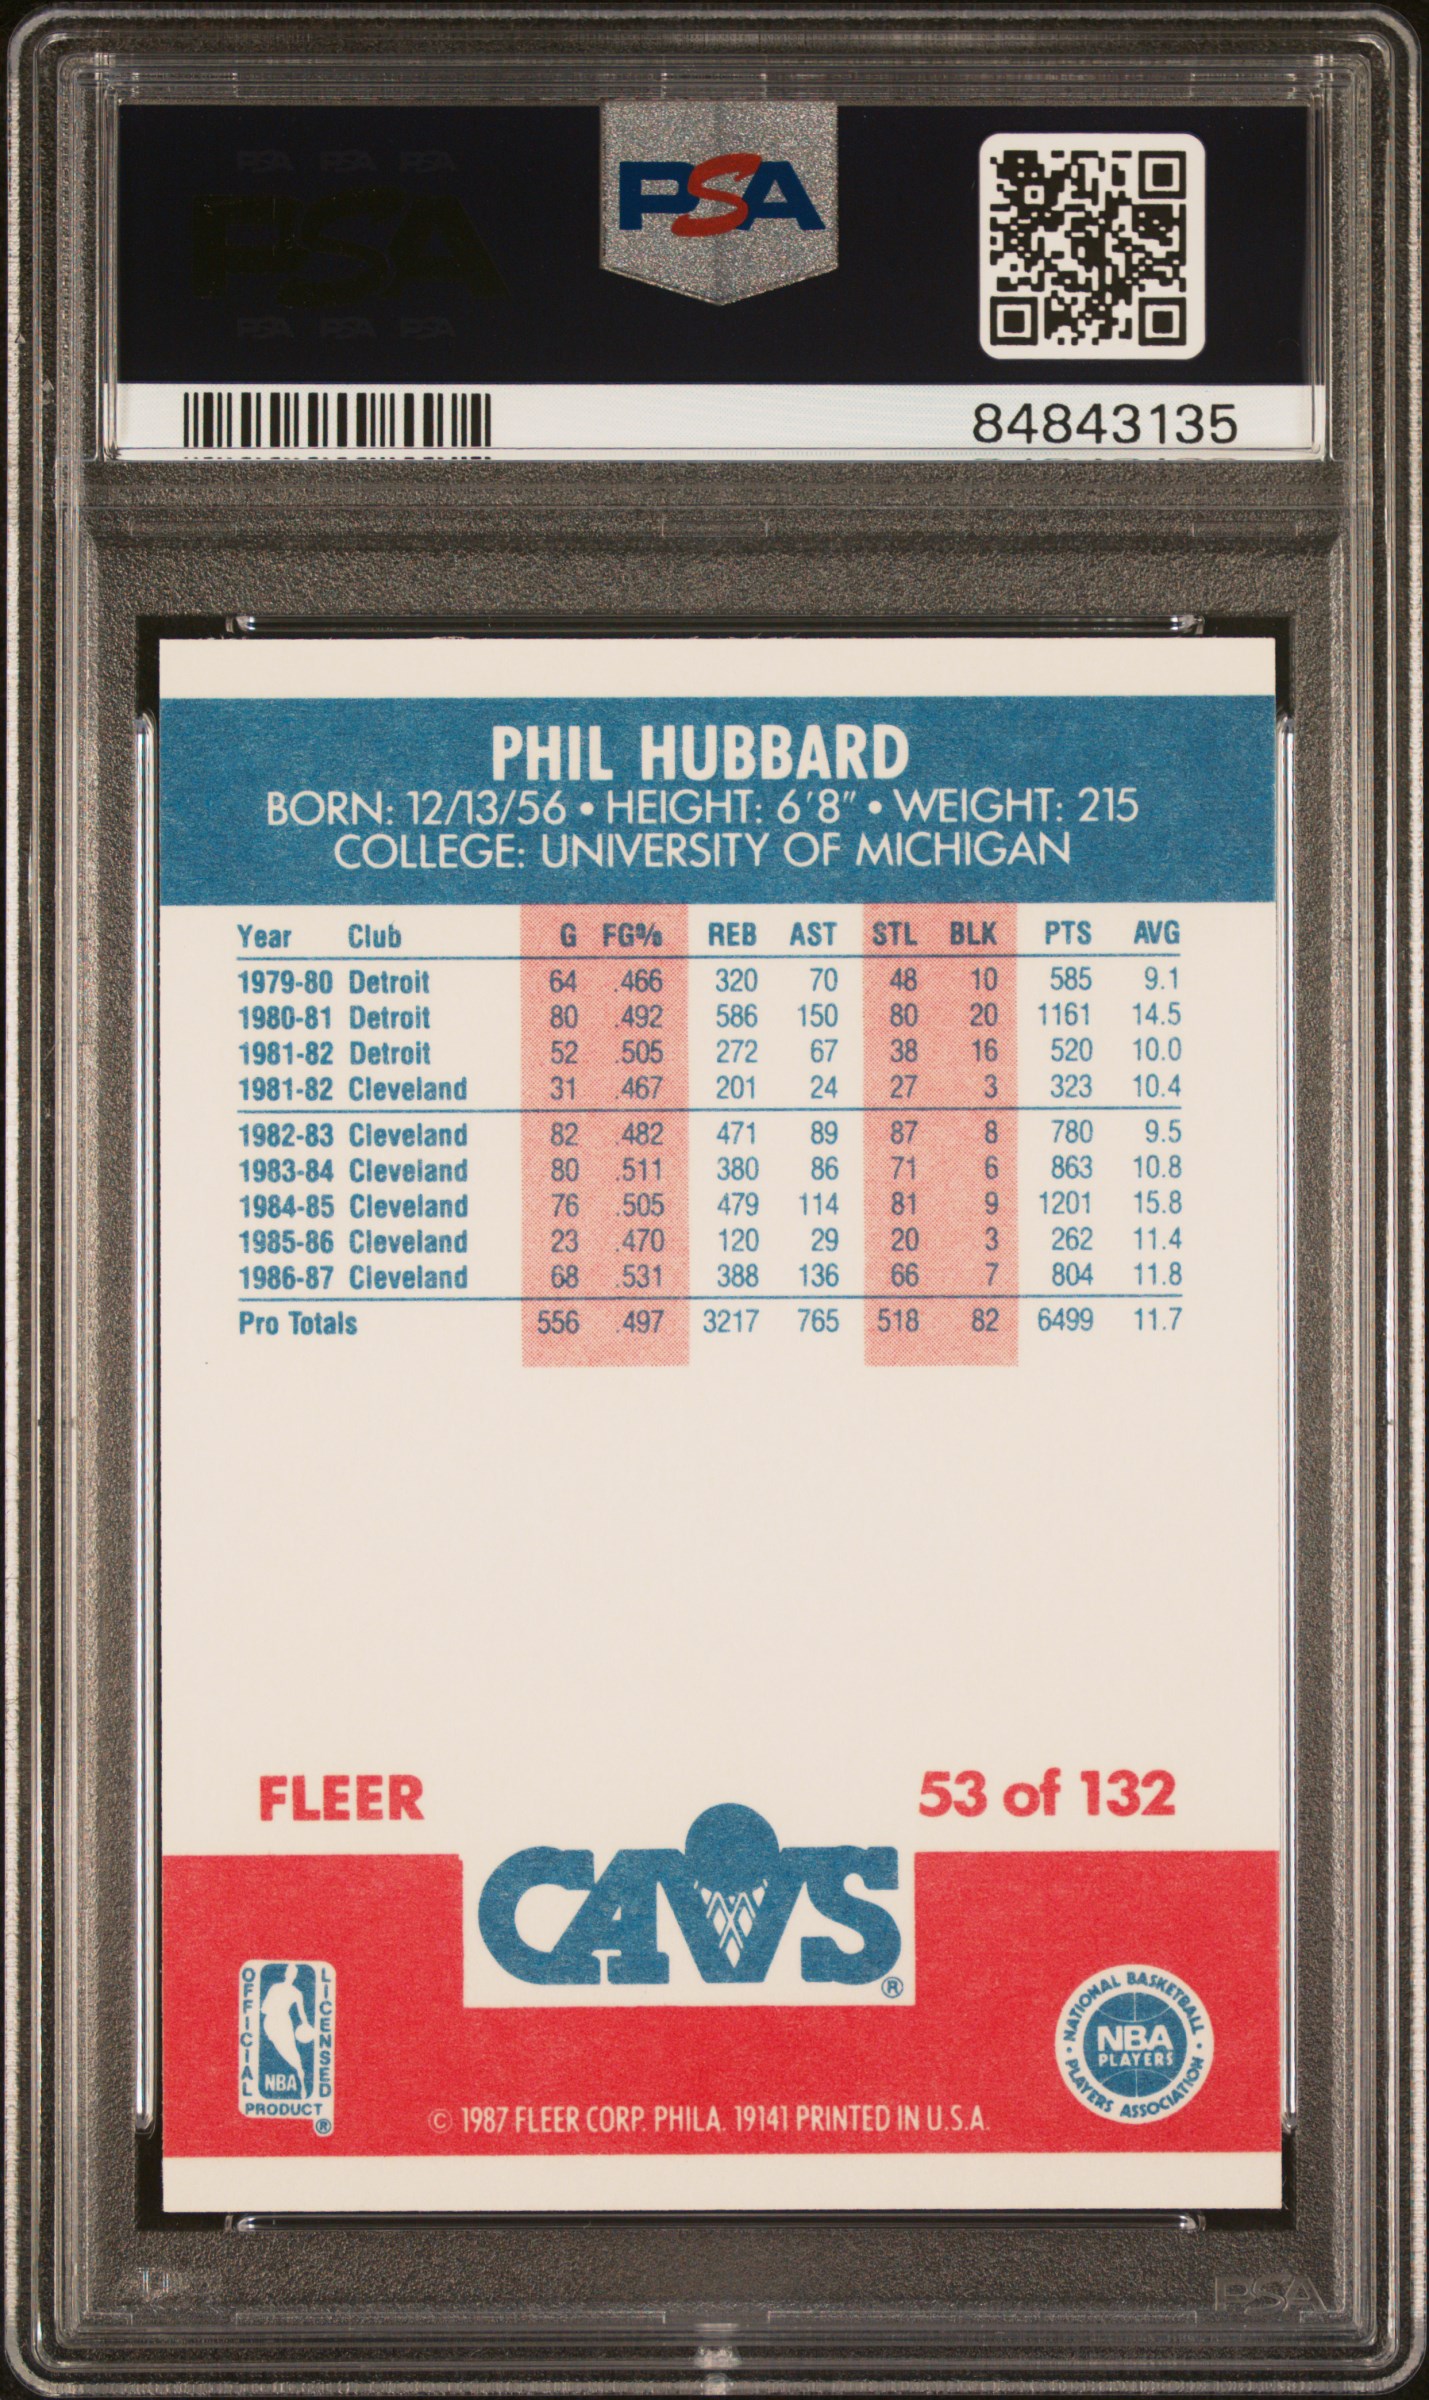 PSA PSA PSA
PSA
PSA PSA PSA
PSA
84843135
PHIL HUBBARD
BORN: 12/13/56 • HEIGHT: 6'8" • WEIGHT: 215
COLLEGE: UNIVERSITY OF MICHIGAN
Year Club G FG% REB AST STL BLK PTS AVG
1979-80 Detroit 64 .466 320 70 48 10 585 9.1
1980-81 Detroit 80 .492 586 150 80 20 1161 14.5
1981-82 Detroit 52 .505 272 67 38 16 520 10.0
1981-82 Cleveland 31 .467 201 24 27 3 323 10.4
1982-83 Cleveland 82 .482 471 89 87 8 780 9.5
1983-84 Cleveland 80 .511 380 86 71 6 863 10.8
1984-85 Cleveland 76 .505 479 114 81 9 1201 15.8
1985-86 Cleveland 23 .470 120 29 20 3 262 11.4
1986-87 Cleveland 68 .531 388 136 66 7 804 11.8
Pro Totals 556 .497 3217 765 518 82 6499 11.7
FLEER
53 of 132
CAVS®
OFFICIAL LICENSED
NBA
PRODUCT
®
NATIONAL BASKETBALL
NBA
PLAYERS
PLAYERS ASSOCIATION
© 1987 FLEER CORP. PHILA. 19141 PRINTED IN U.S.A.
PSA